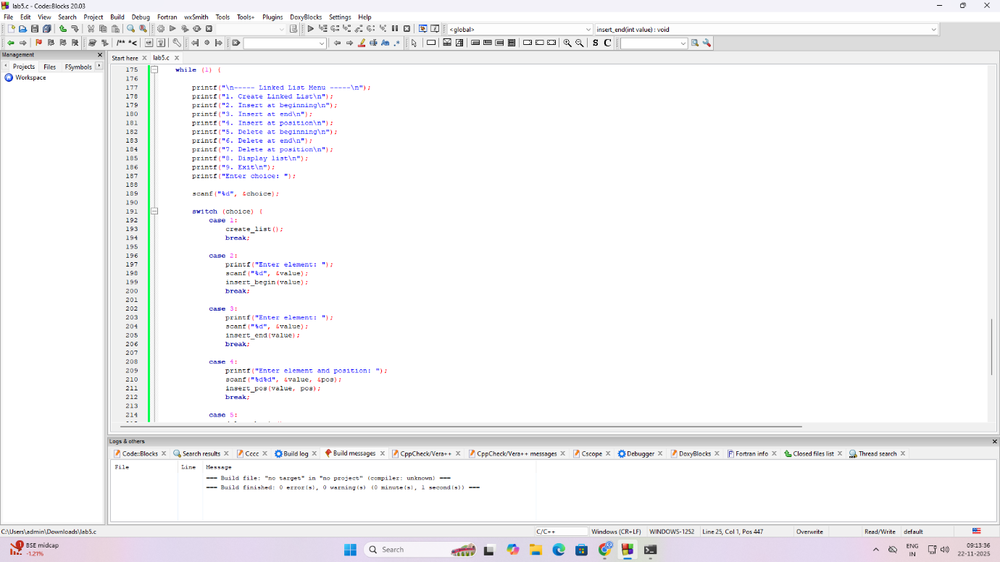 lab5.c - Code::Blocks 20.03
File Edit View Search Project Build Debug Fortran wxSmith Tools Tools+ Plugins DoxyBlocks Settings Help
<global> insert_end(int value) : void
/** *< S C
Management
Projects Files FSymbols
Workspace
Start here lab5.c
175 while (1) {
176
177 printf("\n----- Linked List Menu -----\n");
178 printf("1. Create Linked List\n");
179 printf("2. Insert at beginning\n");
180 printf("3. Insert at end\n");
181 printf("4. Insert at position\n");
182 printf("5. Delete at beginning\n");
183 printf("6. Delete at end\n");
184 printf("7. Delete at position\n");
185 printf("8. Display list\n");
186 printf("9. Exit\n");
187 printf("Enter choice: ");
188
189 scanf("%d", &choice);
190
191 switch (choice) {
192 case 1:
193 create_list();
194 break;
195
196 case 2:
197 printf("Enter element: ");
198 scanf("%d", &value);
199 insert_begin(value);
200 break;
201
202 case 3:
203 printf("Enter element: ");
204 scanf("%d", &value);
205 insert_end(value);
206 break;
207
208 case 4:
209 printf("Enter element and position: ");
210 scanf("%d%d", &value, &pos);
211 insert_pos(value, pos);
212 break;
213
214 case 5:
Logs & others
Code::Blocks Search results Cccc Build log Build messages CppCheck/Vera++ CppCheck/Vera++ messages Cscope Debugger DoxyBlocks Fortran info Closed files list Thread search
File Line Message
=== Build file: "no target" in "no project" (compiler: unknown) ===
=== Build finished: 0 error(s), 0 warning(s) (0 minute(s), 1 second(s)) ===
C:\Users\admin\Downloads\lab5.c C/C++ Windows (CR+LF) WINDOWS-1252 Line 25, Col 1, Pos 447 Overwrite Read/Write default
1 BSE midcap
-1.21%
Search
ENG
IN
09:13:36
22-11-2025